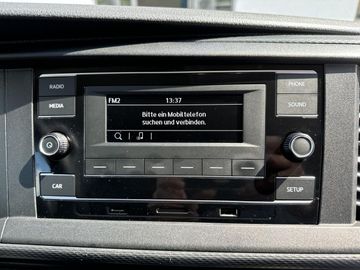 RADIO
MEDIA
CAR
FM2 13:37
Bitte ein Mobiltelefon
suchen und verbinden.
PHONE
SOUND
SETUP